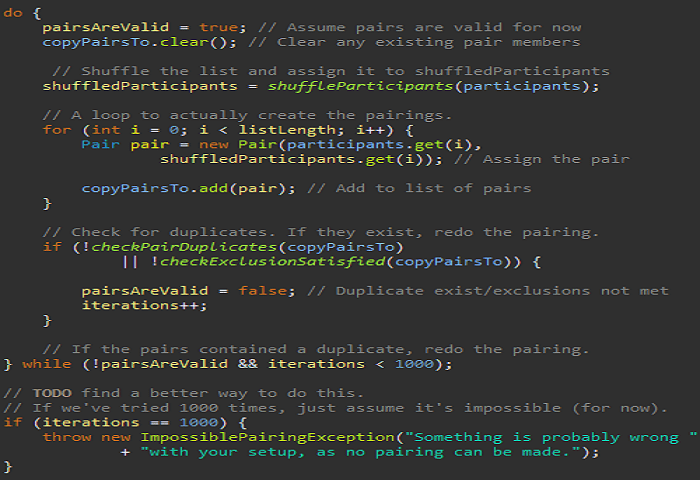 do {
pairsAreValid = true; // Assume pairs are valid for now
copyPairsTo.clear(); // Clear any existing pair members
// Shuffle the list and assign it to shuffledParticipants
shuffledParticipants = shuffleParticipants(participants);
// A loop to actually create the pairings.
for (int i = 0; i < listLength; i++) {
Pair pair = new Pair(participants.get(i),
shuffledParticipants.get(i)); // Assign the pair
copyPairsTo.add(pair); // Add to list of pairs
}
// Check for duplicates. If they exist, redo the pairing.
if (!checkPairDuplicates(copyPairsTo)
|| !checkExclusionSatisfied(copyPairsTo)) {
pairsAreValid = false; // Duplicate exist/exclusions not met
iterations++;
}
// If the pairs contained a duplicate, redo the pairing.
} while (!pairsAreValid && iterations < 1000);
// TODO find a better way to do this.
// If we've tried 1000 times, just assume it's impossible (for now).
if (iterations == 1000) {
throw new ImpossiblePairingException("Something is probably wrong "
+ "with your setup, as no pairing can be made.");
}